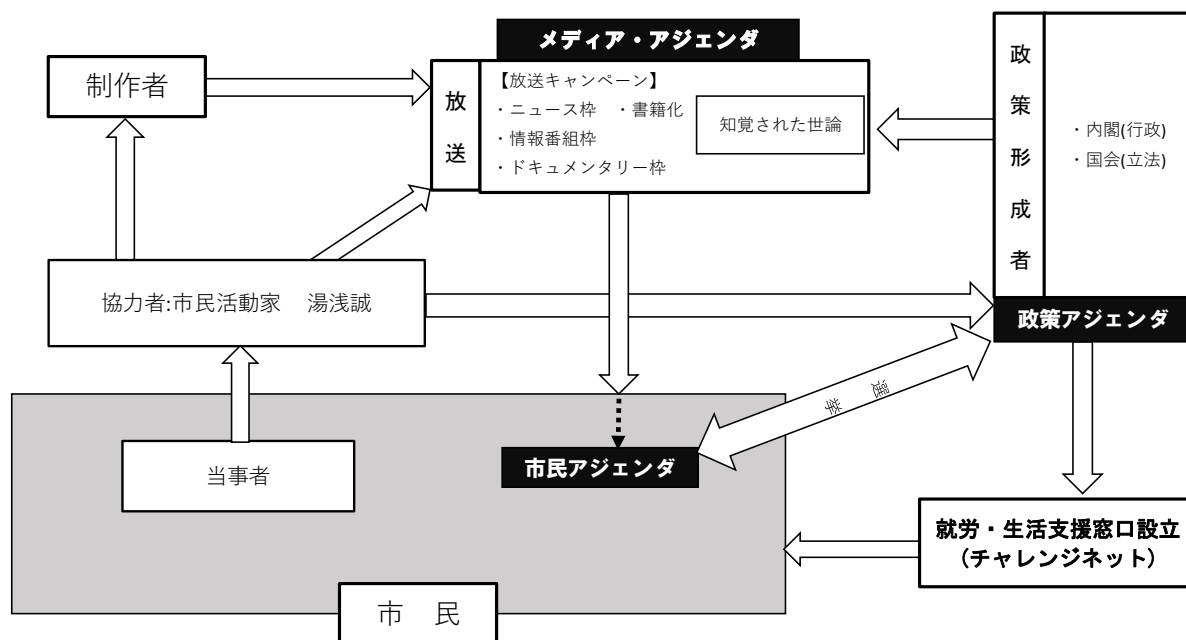 メディア・アジェンダ
制作者
放送
【放送キャンペーン】
・ニュース枠　・書籍化
・情報番組枠
・ドキュメンタリー枠
知覚された世論
政策形成者
・内閣(行政)
・国会(立法)
政策アジェンダ
協力者:市民活動家　湯浅誠
選挙
当事者
市民アジェンダ
就労・生活支援窓口設立
(チャレンジネット)
市　民